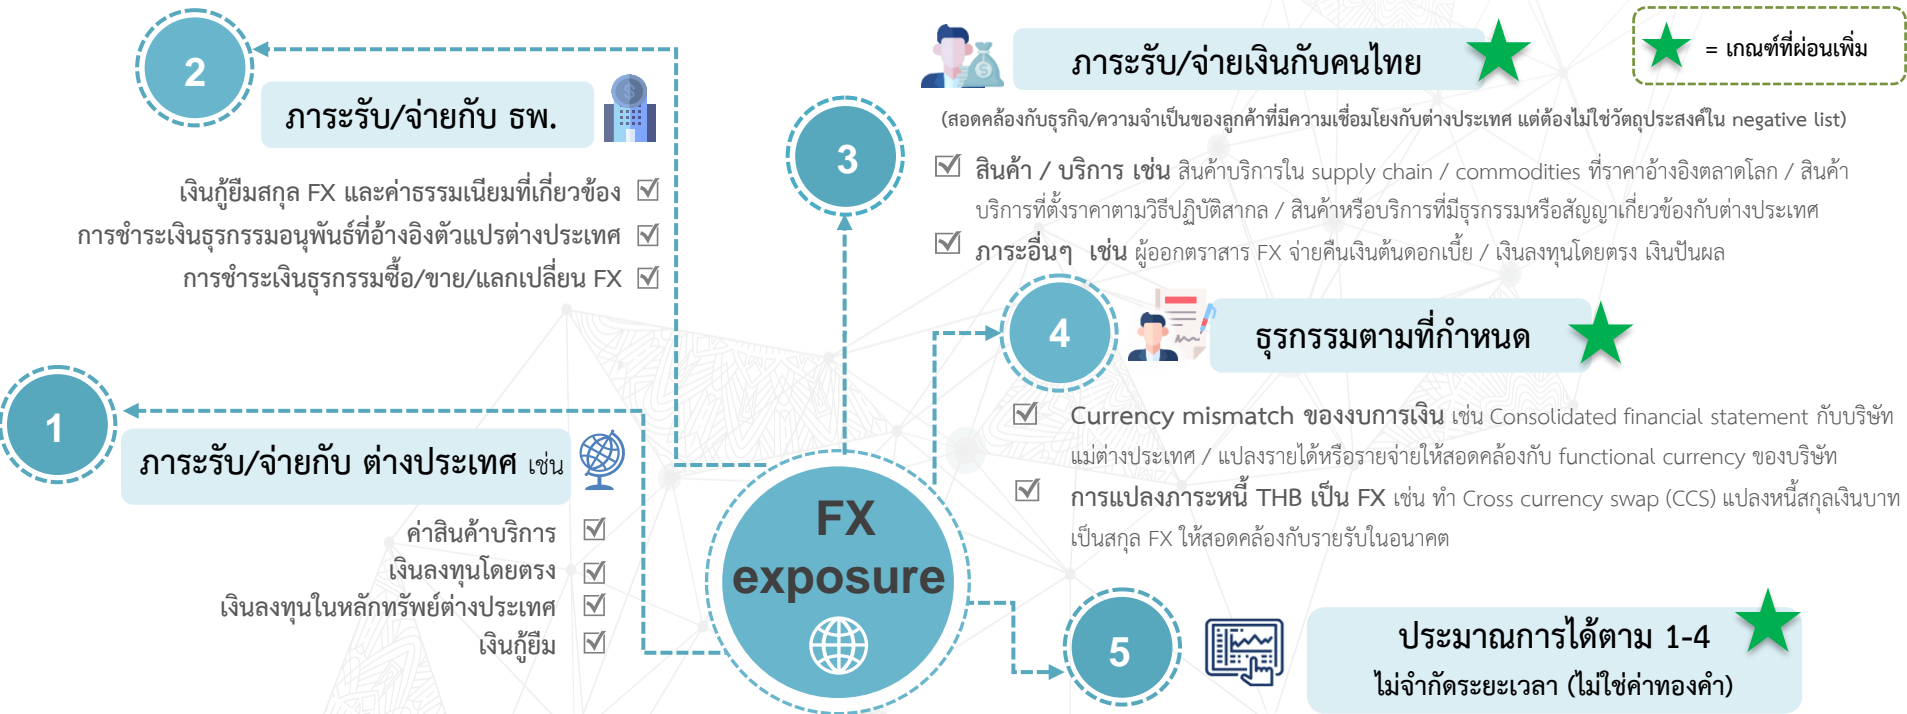 1
ภาระรับ/จ่ายกับ ต่างประเทศ เช่น
ค่าสินค้าบริการ
เงินลงทุนโดยตรง
เงินลงทุนในหลักทรัพย์ต่างประเทศ
เงินกู้ยืม
2
ภาระรับ/จ่ายกับ ธพ.
เงินกู้ยืมสกุล FX และค่าธรรมเนียมที่เกี่ยวข้อง
การชำระเงินธุรกรรมอนุพันธ์ที่อ้างอิงตัวแปรต่างประเทศ
การชำระเงินธุรกรรมซื้อ/ขาย/แลกเปลี่ยน FX
FX
exposure
3
ภาระรับ/จ่ายเงินกับคนไทย
= เกณฑ์ที่ผ่อนเพิ่ม
(สอดคล้องกับธุรกิจ/ความจำเป็นของลูกค้าที่มีความเชื่อมโยงกับต่างประเทศ แต่ต้องไม่ใช่วัตถุประสงค์ใน negative list)
สินค้า / บริการ เช่น สินค้าบริการใน supply chain / commodities ที่ราคาอ้างอิงตลาดโลก / สินค้า
บริการที่ตั้งราคาตามวิธีปฏิบัติสากล / สินค้าหรือบริการที่มีธุรกรรมหรือสัญญาเกี่ยวข้องกับต่างประเทศ
ภาระอื่นๆ เช่น ผู้ออกตราสาร FX จ่ายคืนเงินต้นดอกเบี้ย / เงินลงทุนโดยตรง เงินปันผล
4
ธุรกรรมตามที่กำหนด
Currency mismatch ของงบการเงิน เช่น Consolidated financial statement กับบริษัท
แม่ต่างประเทศ / แปลงรายได้หรือรายจ่ายให้สอดคล้องกับ functional currency ของบริษัท
การแปลงภาระหนี้ THB เป็น FX เช่น ทำ Cross currency swap (CCS) แปลงหนี้สกุลเงินบาท
เป็นสกุล FX ให้สอดคล้องกับรายรับในอนาคต
5
ประมาณการได้ตาม 1-4
ไม่จำกัดระยะเวลา (ไม่ใช่ค่าทองคำ)